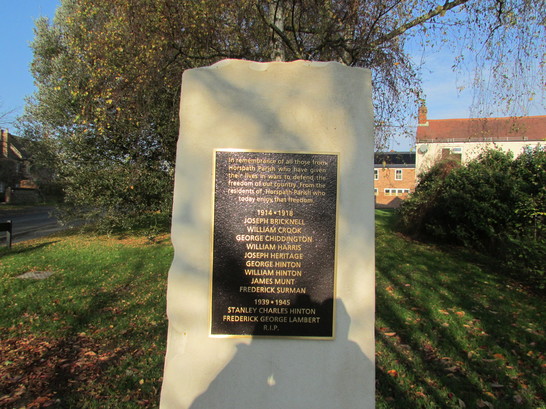 In remembrance of all those from
Horspath Parish who have given
their lives in wars to defend the
freedom of our country. From the
residents of Horspath Parish who
today enjoy that freedom.
1914 • 1918
JOSEPH BRICKNELL
WILLIAM CROOK
GEORGE CHIDDINGTON
WILLIAM HARRIS
JOSEPH HERITAGE
GEORGE HINTON
WILLIAM HINTON
JAMES MUNT
FREDERICK SURMAN
1939 • 1945
STANLEY CHARLES HINTON
FREDERICK GEORGE LAMBERT
R.I.P.